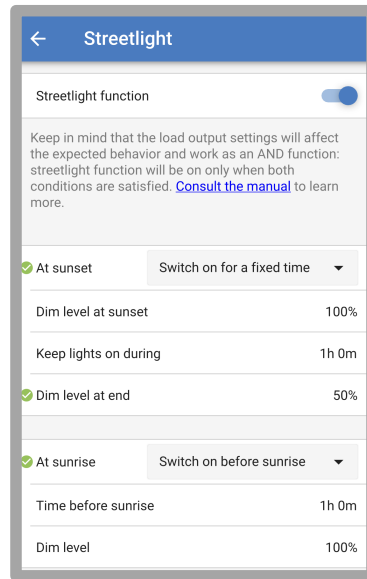 Streetlight
Streetlight function
Keep in mind that the load output settings will affect
the expected behavior and work as an AND function:
streetlight function will be on only when both
conditions are satisfied. Consult the manual to learn
more.
At sunset Switch on for a fixed time
Dim level at sunset 100%
Keep lights on during 1h 0m
Dim level at end 50%
At sunrise Switch on before sunrise
Time before sunrise 1h 0m
Dim level 100%